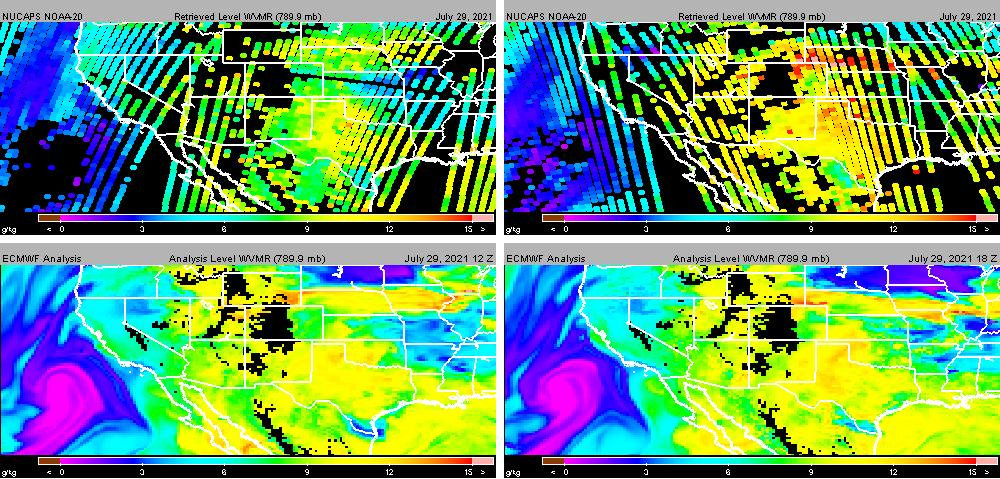 NUCAPS NOAA-20 Retrieved Level WVMR (789.9 mb) July 29, 2021
g/kg < 0 3 6 9 12 15 >
NUCAPS NOAA-20 Retrieved Level WVMR (789.9 mb) July 29, 2021
g/kg < 0 3 6 9 12 15 >
ECMWF Analysis Analysis Level WVMR (789.9 mb) July 29, 2021 12 Z
g/kg < 0 3 6 9 12 15 >
ECMWF Analysis Analysis Level WVMR (789.9 mb) July 29, 2021 18 Z
g/kg < 0 3 6 9 12 15 >